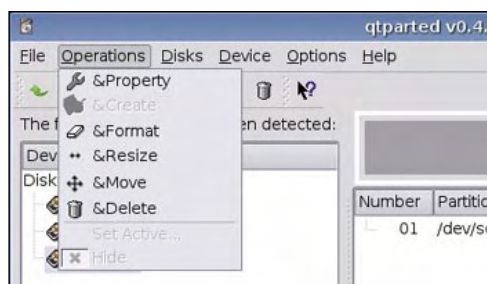 qtparted v0.4.
File Operations Disks Device Options Help
&Property
&Create
The f en detected:
&Format
Dev
&Resize
Disk
&Move
Number Partitio
&Delete
01 /dev/s
Set Active...
Hide